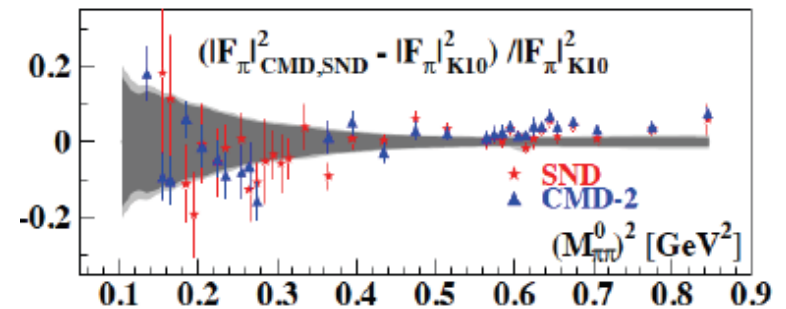 (|Fπ|²CMD,SND - |Fπ|²K10) /|Fπ|²K10
0.2
0
-0.2
SND
CMD-2
(M⁰ππ)² [GeV²]
0.1 0.2 0.3 0.4 0.5 0.6 0.7 0.8 0.9